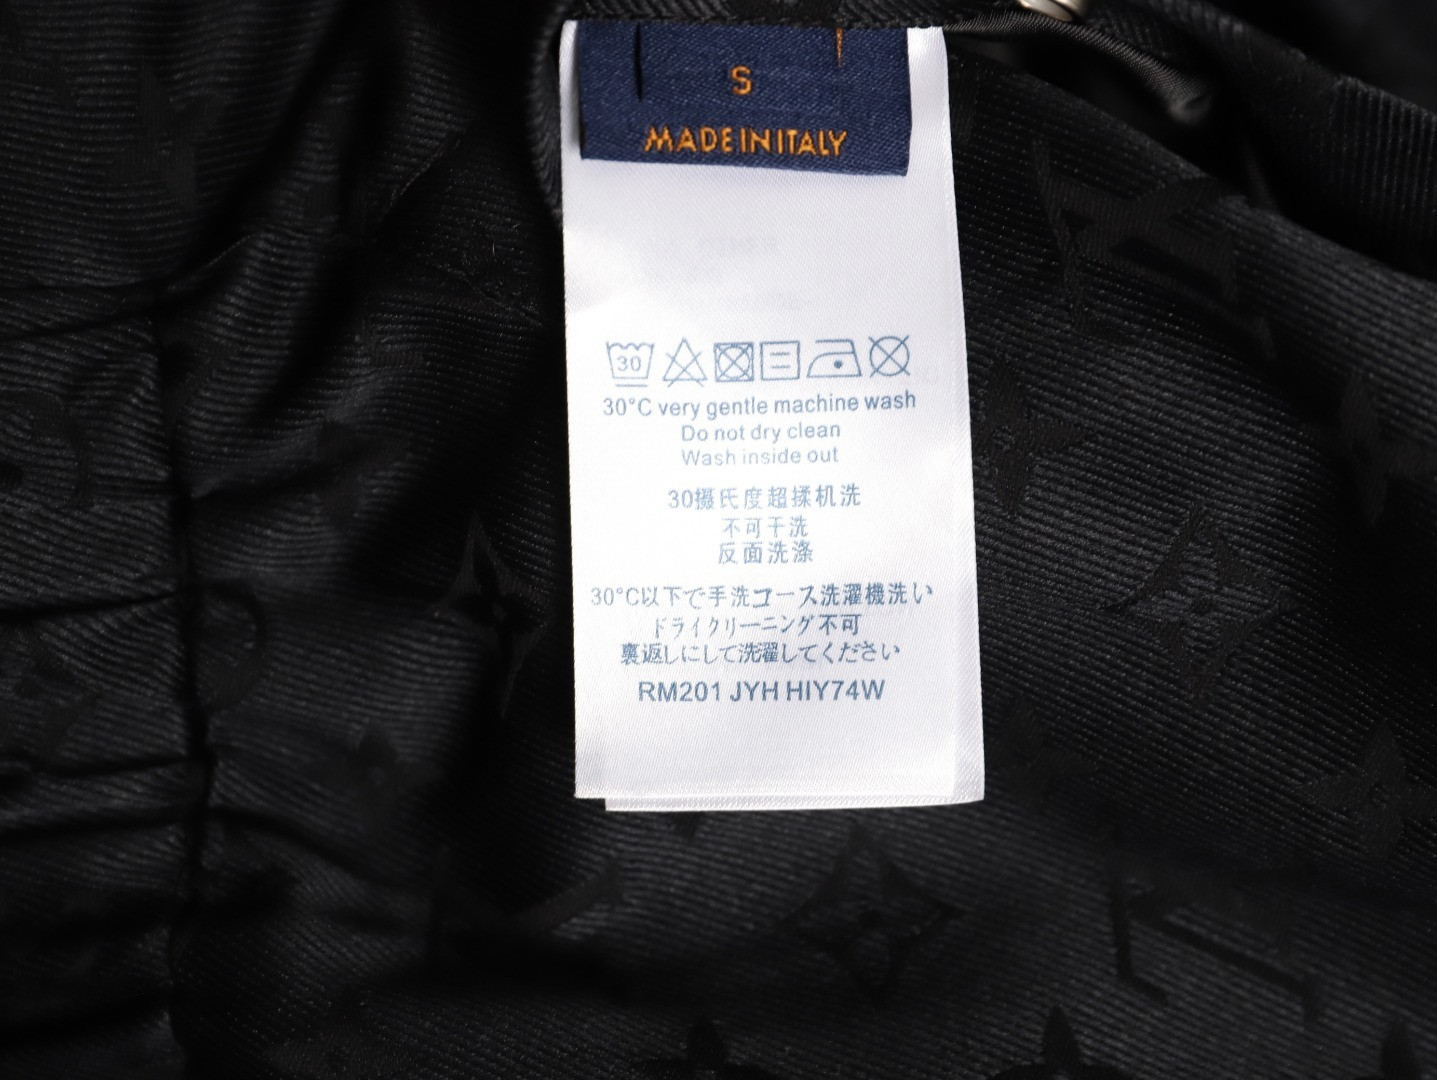 S
MADE IN ITALY
30
30°C very gentle machine wash
Do not dry clean
Wash inside out
30摄氏度超揉机洗
不可干洗
反面洗涤
30°C以下で手洗コース洗濯機洗い
ドライクリーニング不可
裏返しにして洗濯してください
RM201 JYH HIY74W